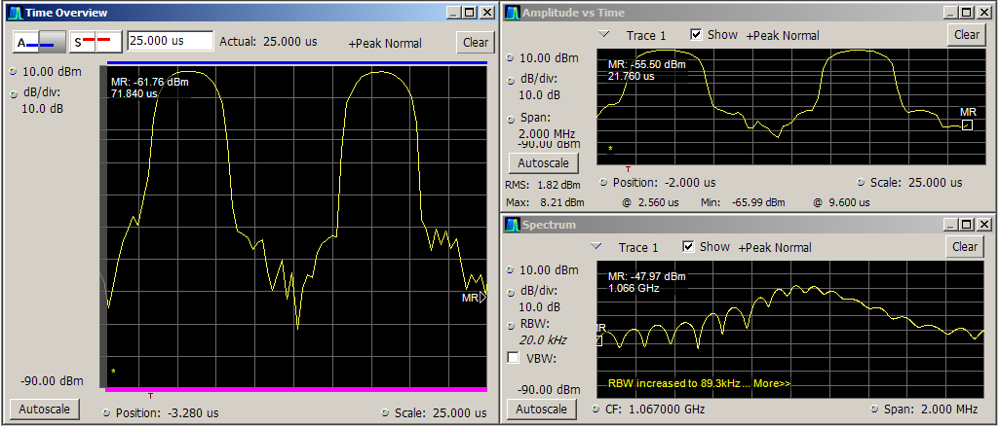 Time Overview
A
S
25.000 us
Actual: 25.000 us
+Peak Normal
Clear
10.00 dBm
dB/div:
10.0 dB
MR: -61.76 dBm
71.840 us
MR
*
-90.00 dBm
T
Autoscale
Position: -3.280 us
Scale: 25.000 us
Amplitude vs Time
Trace 1
Show
+Peak Normal
Clear
10.00 dBm
dB/div:
10.0 dB
Span:
2.000 MHz
-90.00 dBm
Autoscale
MR: -55.50 dBm
21.760 us
MR
*
T
Position: -2.000 us
Scale: 25.000 us
RMS: 1.82 dBm
Max: 8.21 dBm @ 2.560 us Min: -65.99 dBm @ 9.600 us
Spectrum
Trace 1
Show
+Peak Normal
Clear
10.00 dBm
dB/div:
10.0 dB
RBW:
20.0 kHz
VBW:
-90.00 dBm
MR: -47.97 dBm
1.066 GHz
MR
RBW increased to 89.3kHz... More>>
Autoscale
CF: 1.067000 GHz
Span: 2.000 MHz